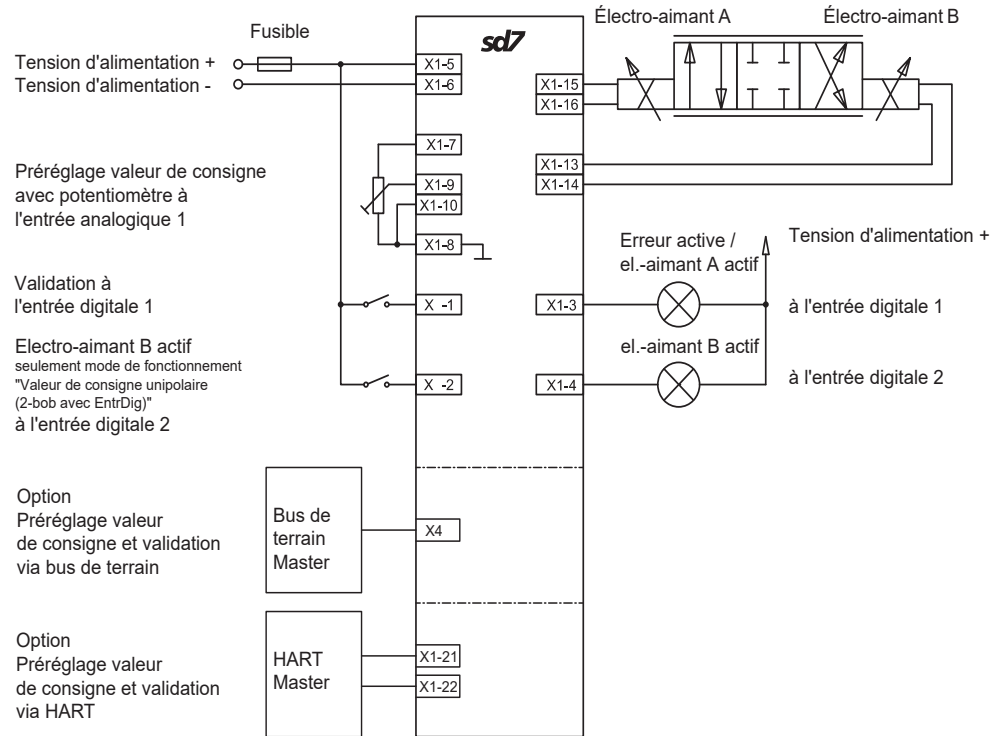 Fusible
Tension d'alimentation +
Tension d'alimentation -
Préréglage valeur de consigne
avec potentiomètre à
l'entrée analogique 1
Validation à
l'entrée digitale 1
Electro-aimant B actif
seulement mode de fonctionnement
"Valeur de consigne unipolaire
(2-bob avec EntrDig)"
à l'entrée digitale 2
Option
Préréglage valeur
de consigne et validation
via bus de terrain
Bus de
terrain
Master
Option
Préréglage valeur
de consigne et validation
via HART
HART
Master
sd7
X1-5
X1-6
X1-7
X1-9
X1-10
X1-8
X -1
X -2
X4
X1-21
X1-22
X1-15
X1-16
X1-13
X1-14
X1-3
X1-4
Électro-aimant A
Électro-aimant B
Erreur active /
el.-aimant A actif
el.-aimant B actif
Tension d'alimentation +
à l'entrée digitale 1
à l'entrée digitale 2